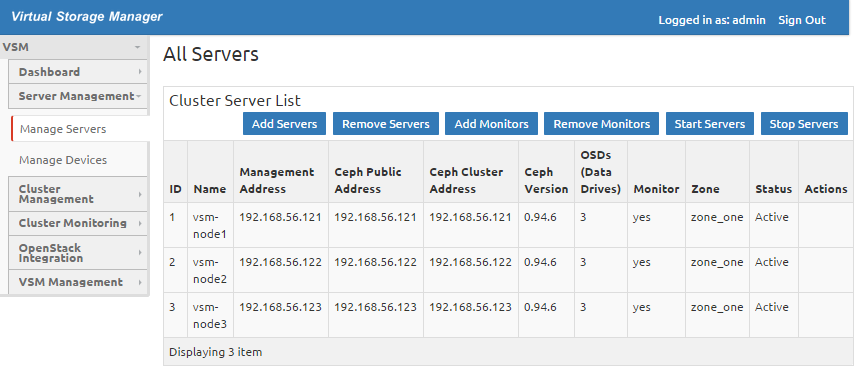 Virtual Storage Manager
Logged in as: admin Sign Out
VSM
Dashboard
Server Management
Manage Servers
Manage Devices
Cluster
Management
Cluster Monitoring
OpenStack
Integration
VSM Management
All Servers
Cluster Server List
Add Servers Remove Servers Add Monitors Remove Monitors Start Servers Stop Servers
ID Name Management Address Ceph Public Address Ceph Cluster Address Ceph Version OSDs (Data Drives) Monitor Zone Status Actions
1 vsm-node1 192.168.56.121 192.168.56.121 192.168.56.121 0.94.6 3 yes zone_one Active
2 vsm-node2 192.168.56.122 192.168.56.122 192.168.56.122 0.94.6 3 yes zone_one Active
3 vsm-node3 192.168.56.123 192.168.56.123 192.168.56.123 0.94.6 3 yes zone_one Active
Displaying 3 item